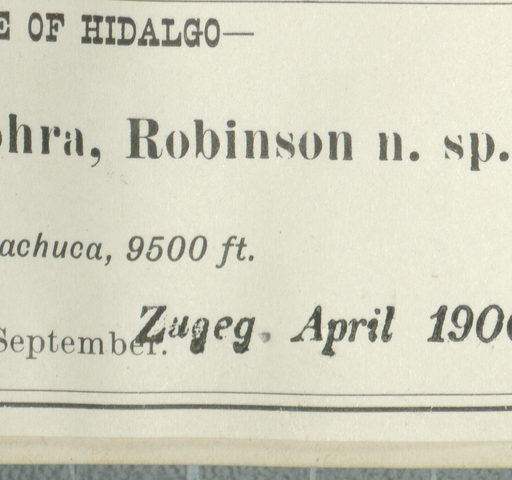 E OF HIDALGO—
ohra, Robinson n. sp.
achuca, 9500 ft.
Zugeg. April 190
September.